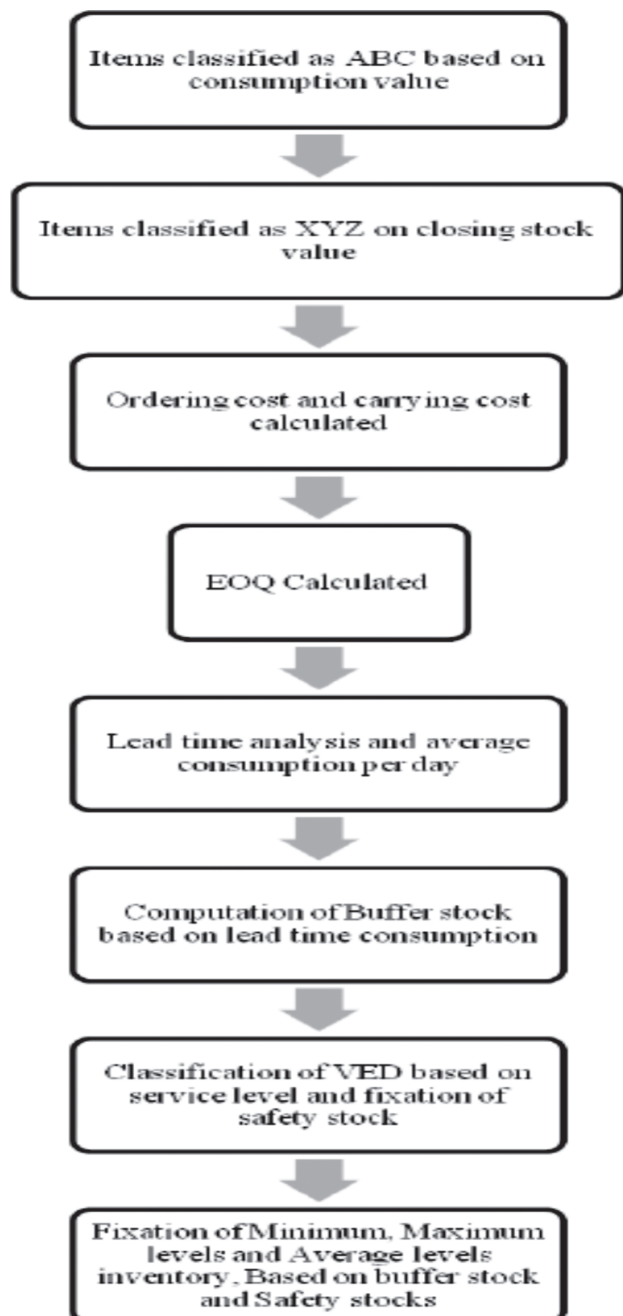 Items classified as ABC based on
consumption value
Items classified as XYZ on closing stock
value
Ordering cost and carrying cost
calculated
EOQ Calculated
Lead time analysis and average
consumption per day
Computation of Buffer stock
based on lead time consumption
Classification of VED based on
service level and fixation of
safety stock
Fixation of Minimum, Maximum
levels and Average levels
inventory, Based on buffer stock
and Safety stocks